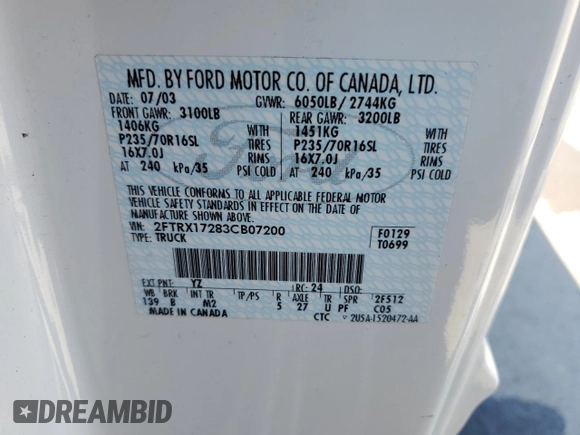 MFD. BY FORD MOTOR CO. OF CANADA, LTD.
DATE: 07/03 GVWR: 6050LB/ 2744KG
FRONT GAWR: 3100LB REAR GAWR: 3200LB
1406KG WITH 1451KG WITH
P235/70R16SL TIRES P235/70R16SL TIRES
16X7.0J RIMS 16X7.0J RIMS
AT 240 kPa/35 PSI COLD AT 240 kPa/35 PSI COLD
THIS VEHICLE CONFORMS TO ALL APPLICABLE FEDERAL MOTOR
VEHICLE SAFETY STANDARDS IN EFFECT ON THE DATE OF
MANUFACTURE SHOWN ABOVE.
VIN: 2FTRX17283CB07200 F0129
TYPE: TRUCK T0699
EXT PNT: YZ RC: 24 DSO:
WB BRK INT TR TP/PS R AXLE TR SPR 2F512
139 B M2 5 27 U PF C05
MADE IN CANADA CTC 2U5A-1520472-AA
Ford
DREAMBID